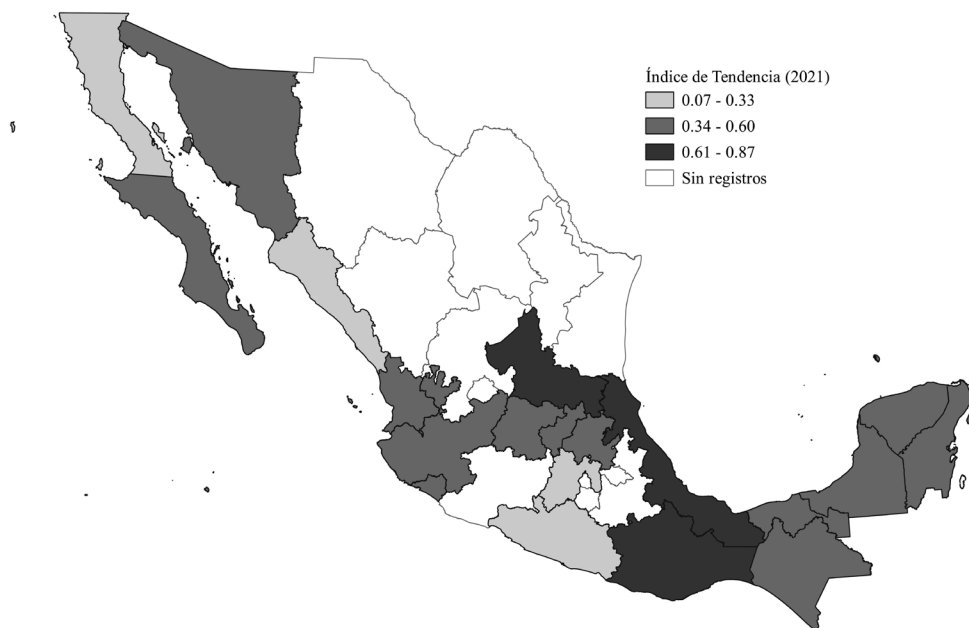 Índice de Tendencia (2021)
0.07 - 0.33
0.34 - 0.60
0.61 - 0.87
Sin registros